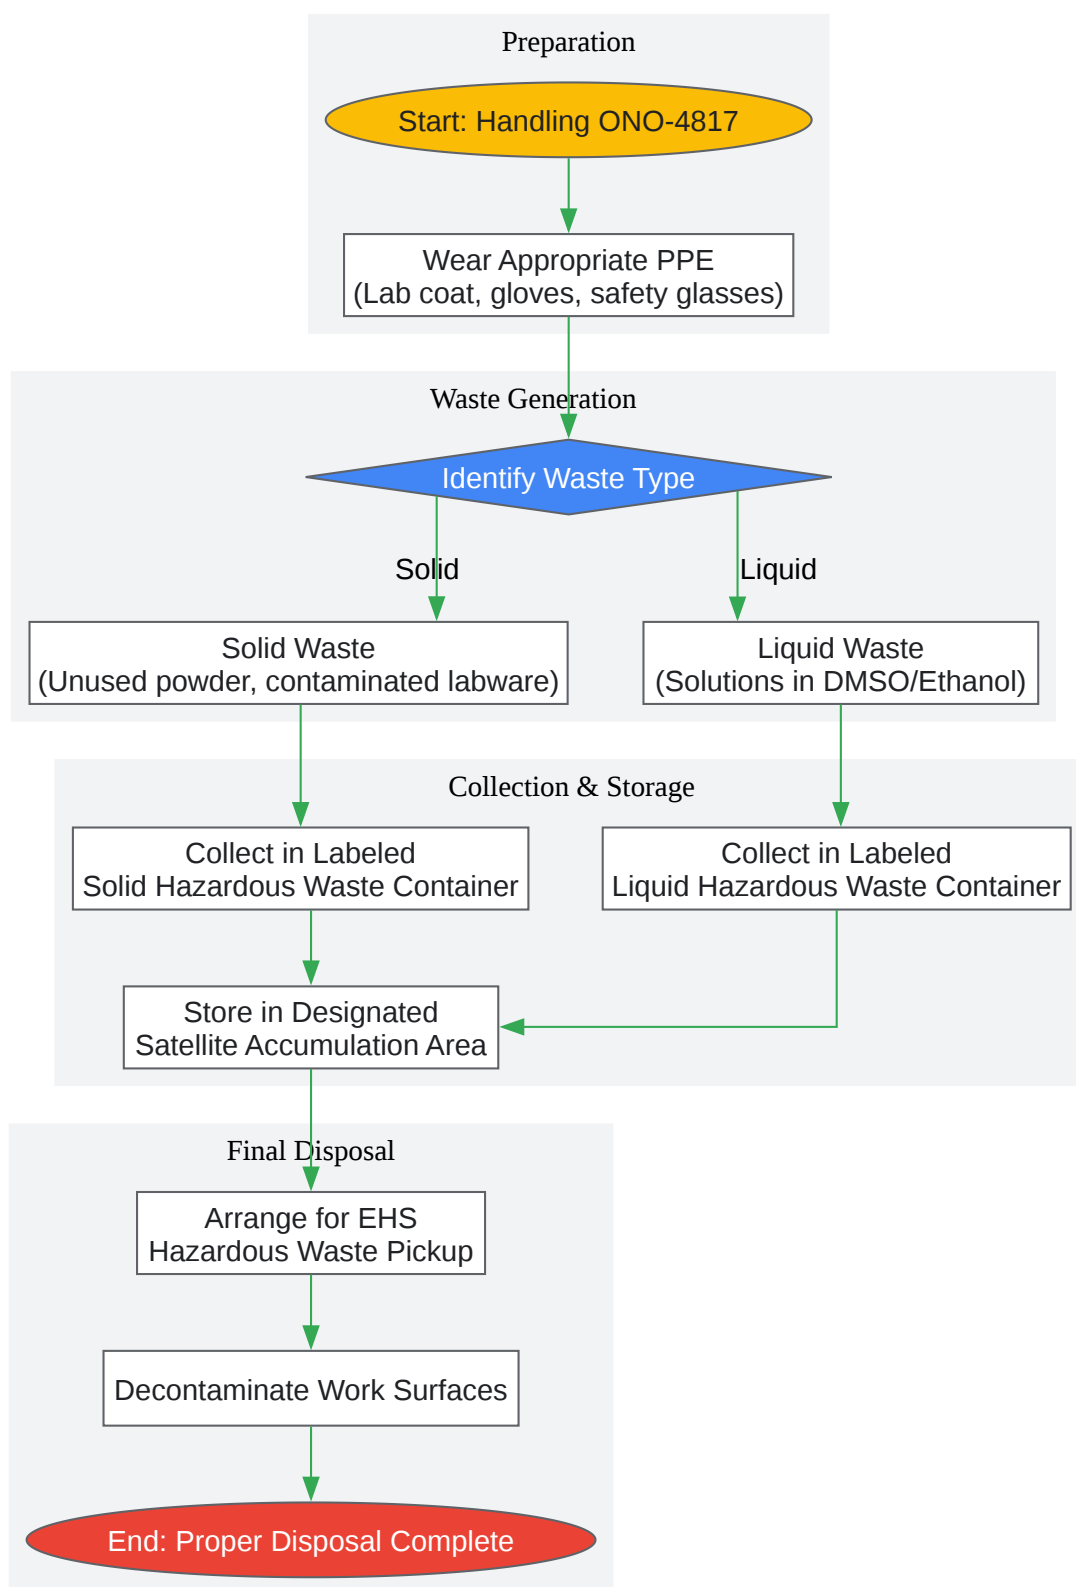 Preparation
Start: Handling ONO-4817
Wear Appropriate PPE
(Lab coat, gloves, safety glasses)
Waste Generation
Identify Waste Type
Solid
Liquid
Solid Waste
(Unused powder, contaminated labware)
Liquid Waste
(Solutions in DMSO/Ethanol)
Collection & Storage
Collect in Labeled
Solid Hazardous Waste Container
Collect in Labeled
Liquid Hazardous Waste Container
Store in Designated
Satellite Accumulation Area
Final Disposal
Arrange for EHS
Hazardous Waste Pickup
Decontaminate Work Surfaces
End: Proper Disposal Complete